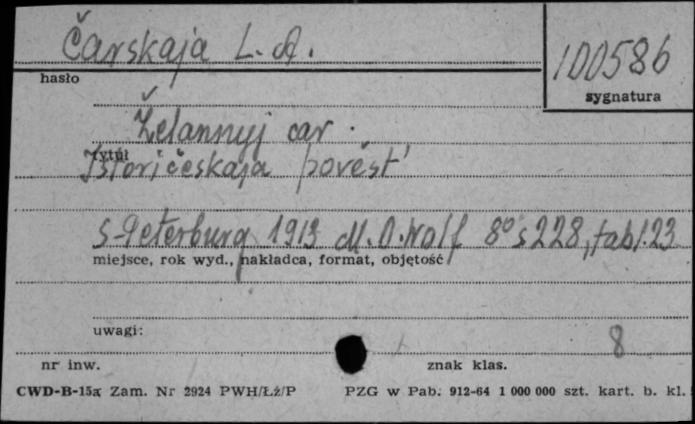 Čarskaja L. A.
hasło
100586
sygnatura
Želannyj car.
tytuł
Istoričeskaja povést'
S-Peterburg 1913 M. O. Wolf 8° s 228, tabl. 23
miejsce, rok wyd., nakładca, format, objętość
uwagi:
8
nr inw.
znak klas.
CWD-B-15a Zam. Nr 2924 PWH/Łż/P PZG w Pab. 912-64 1 000 000 szt. kart. b. kl.